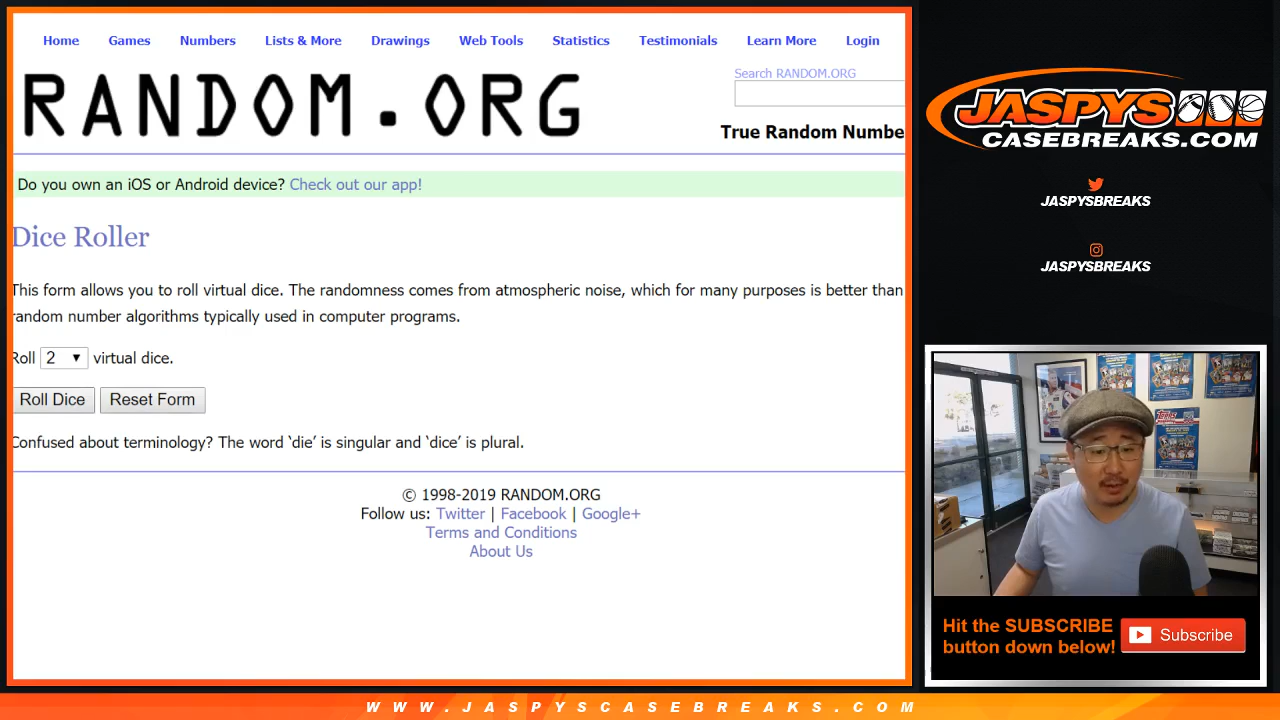 Home Games Numbers Lists & More Drawings Web Tools Statistics Testimonials Learn More Login
RANDOM.ORG
Search RANDOM.ORG
True Random Numbe
Do you own an iOS or Android device? Check out our app!
Dice Roller
This form allows you to roll virtual dice. The randomness comes from atmospheric noise, which for many purposes is better than
random number algorithms typically used in computer programs.
Roll 2 virtual dice.
Roll Dice Reset Form
Confused about terminology? The word ‘die’ is singular and ‘dice’ is plural.
© 1998-2019 RANDOM.ORG
Follow us: Twitter | Facebook | Google+
Terms and Conditions
About Us
JASPYS
CASEBREAKS.COM
JASPYSBREAKS
JASPYSBREAKS
Topps
Hit the SUBSCRIBE
button down below!
Subscribe
WWW.JASPYSCASEBREAKS.COM